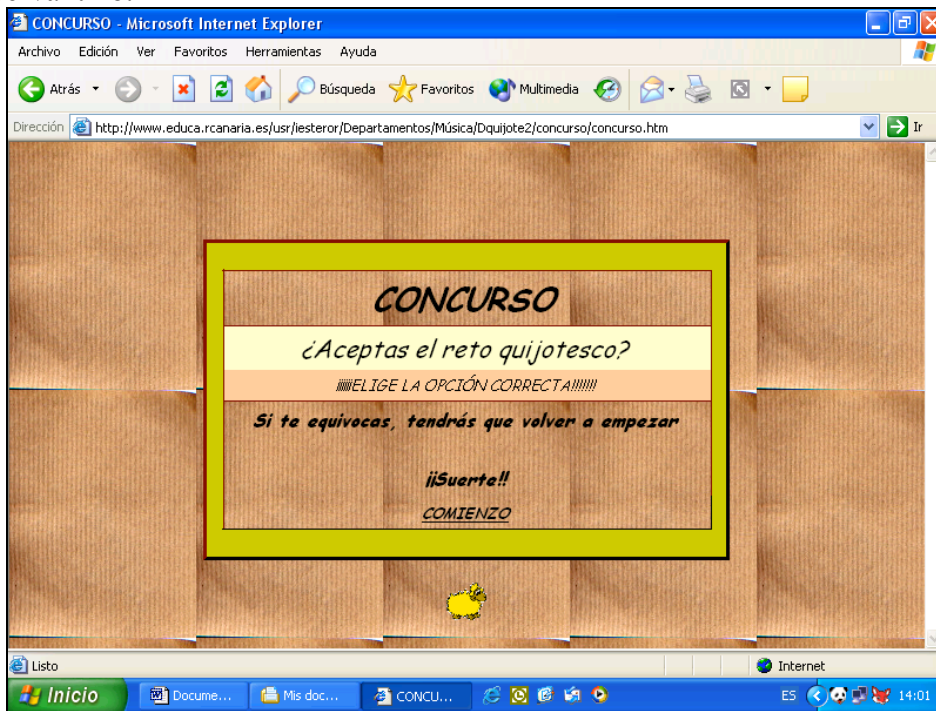 CONCURSO - Microsoft Internet Explorer
Archivo Edición Ver Favoritos Herramientas Ayuda
Atrás Búsqueda Favoritos Multimedia
Dirección http://www.educa.rcanaria.es/usr/iesteror/Departamentos/Música/Dquijote2/concurso/concurso.htm Ir
CONCURSO
¿Aceptas el reto quijotesco?
¡¡¡¡¡¡¡ELIGE LA OPCIÓN CORRECTA!!!!!!!
Si te equivocas, tendrás que volver a empezar
¡¡Suerte!!
COMIENZO
Listo Internet
Inicio Docume... Mis doc... CONCU... ES 14:01